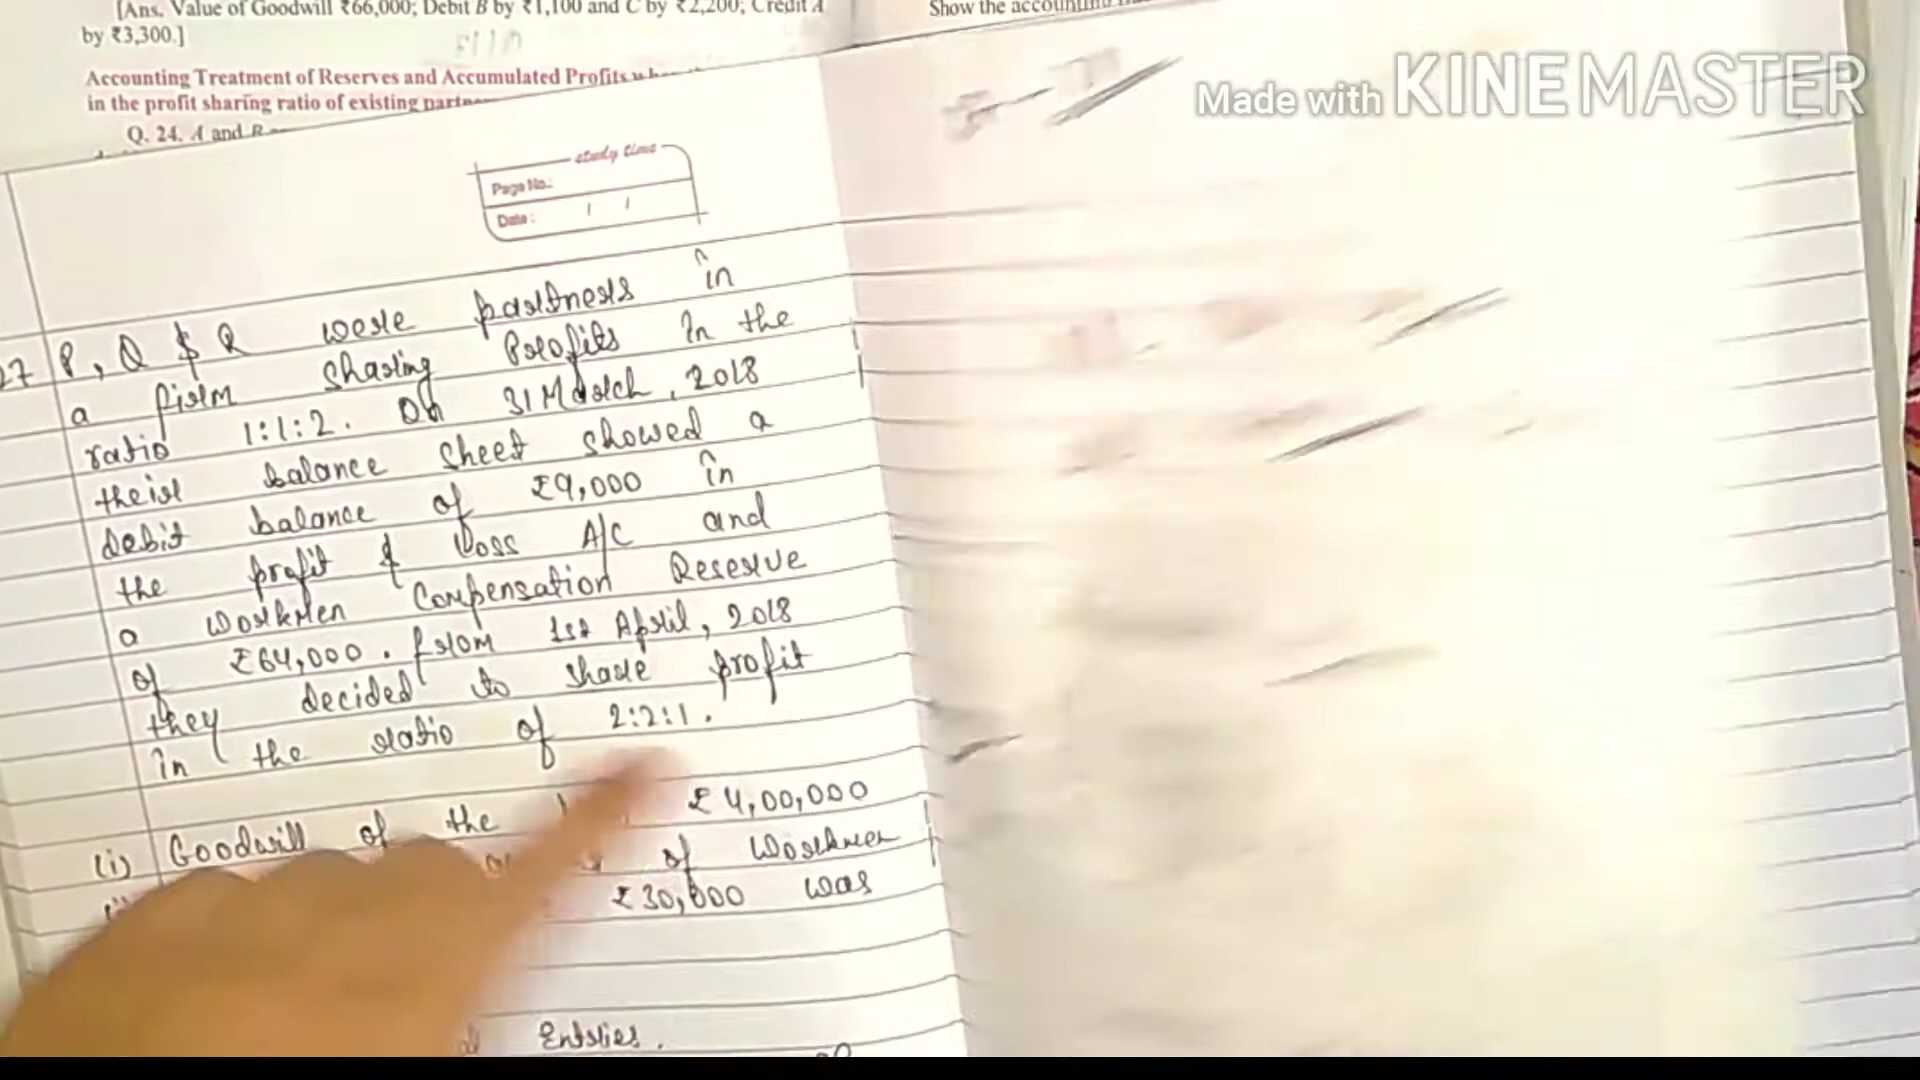 [Ans. Value of Goodwill ₹66,000; Debit B by ₹1,100 and C by ₹2,200; Credit A
by ₹3,300.]
Show the accounting
Accounting Treatment of Reserves and Accumulated Profits
in the profit sharing ratio of existing
Q. 24. A and B
Made with KINEMASTER
study time
Page No.:
Date : / /
27 P, Q & R were partners in
a firm sharing Profits In the
ratio 1:1:2. On 31 March, 2018
their balance sheet showed a
debit balance of ₹9,000 in
the profit & Loss A/C and
a Workmen Compensation Reserve
of ₹64,000. from 1st April, 2018
they decided to share profit
in the ratio of 2:2:1.
(i) Goodwill of the ₹4,00,000
of Workmen
₹30,000 was
Entries.